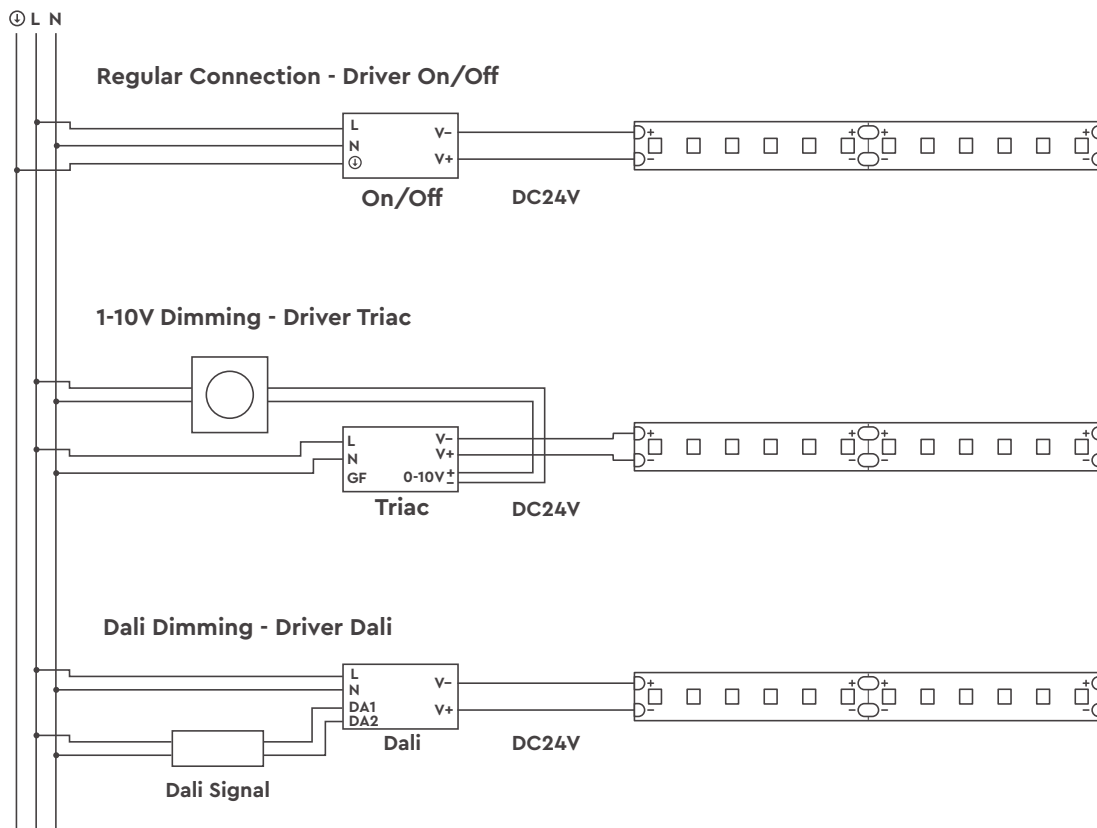 L N
Regular Connection - Driver On/Off
L
N
V-
V+
On/Off
DC24V
+
-
+ +
- -
+
-
1-10V Dimming - Driver Triac
L
N
GF
V-
V+
0-10V + -
Triac
DC24V
+
-
+ +
- -
+
-
Dali Dimming - Driver Dali
L
N
DA1
DA2
V-
V+
Dali
DC24V
+
-
+ +
- -
+
-
Dali Signal